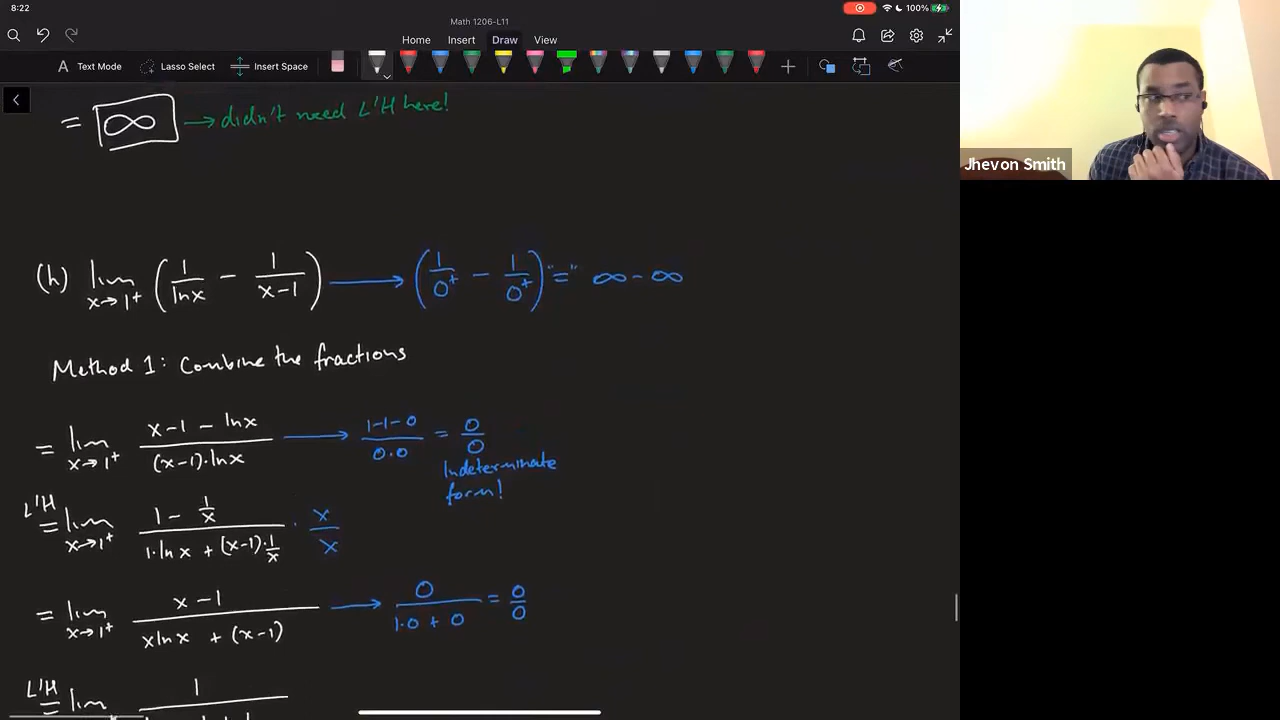 8:22
100%
Math 1206-L11
Home Insert Draw View
Text Mode Lasso Select Insert Space
= ∞ → didn't need L'H here!
Jhevon Smith
(h) lim x→1⁺ (1/ln x − 1/(x−1)) → (1/0⁺ − 1/0⁺) "=" ∞ − ∞
Method 1: Combine the fractions
= lim x→1⁺ (x−1 − ln x)/((x−1)·ln x) → (1−1−0)/(0·0) = 0/0
Indeterminate
form!
L'H = lim x→1⁺ (1 − 1/x)/(1·ln x + (x−1)·1/x) · x/x
= lim x→1⁺ (x−1)/(x ln x + (x−1)) → 0/(1·0 + 0) = 0/0
L'H = lim 1